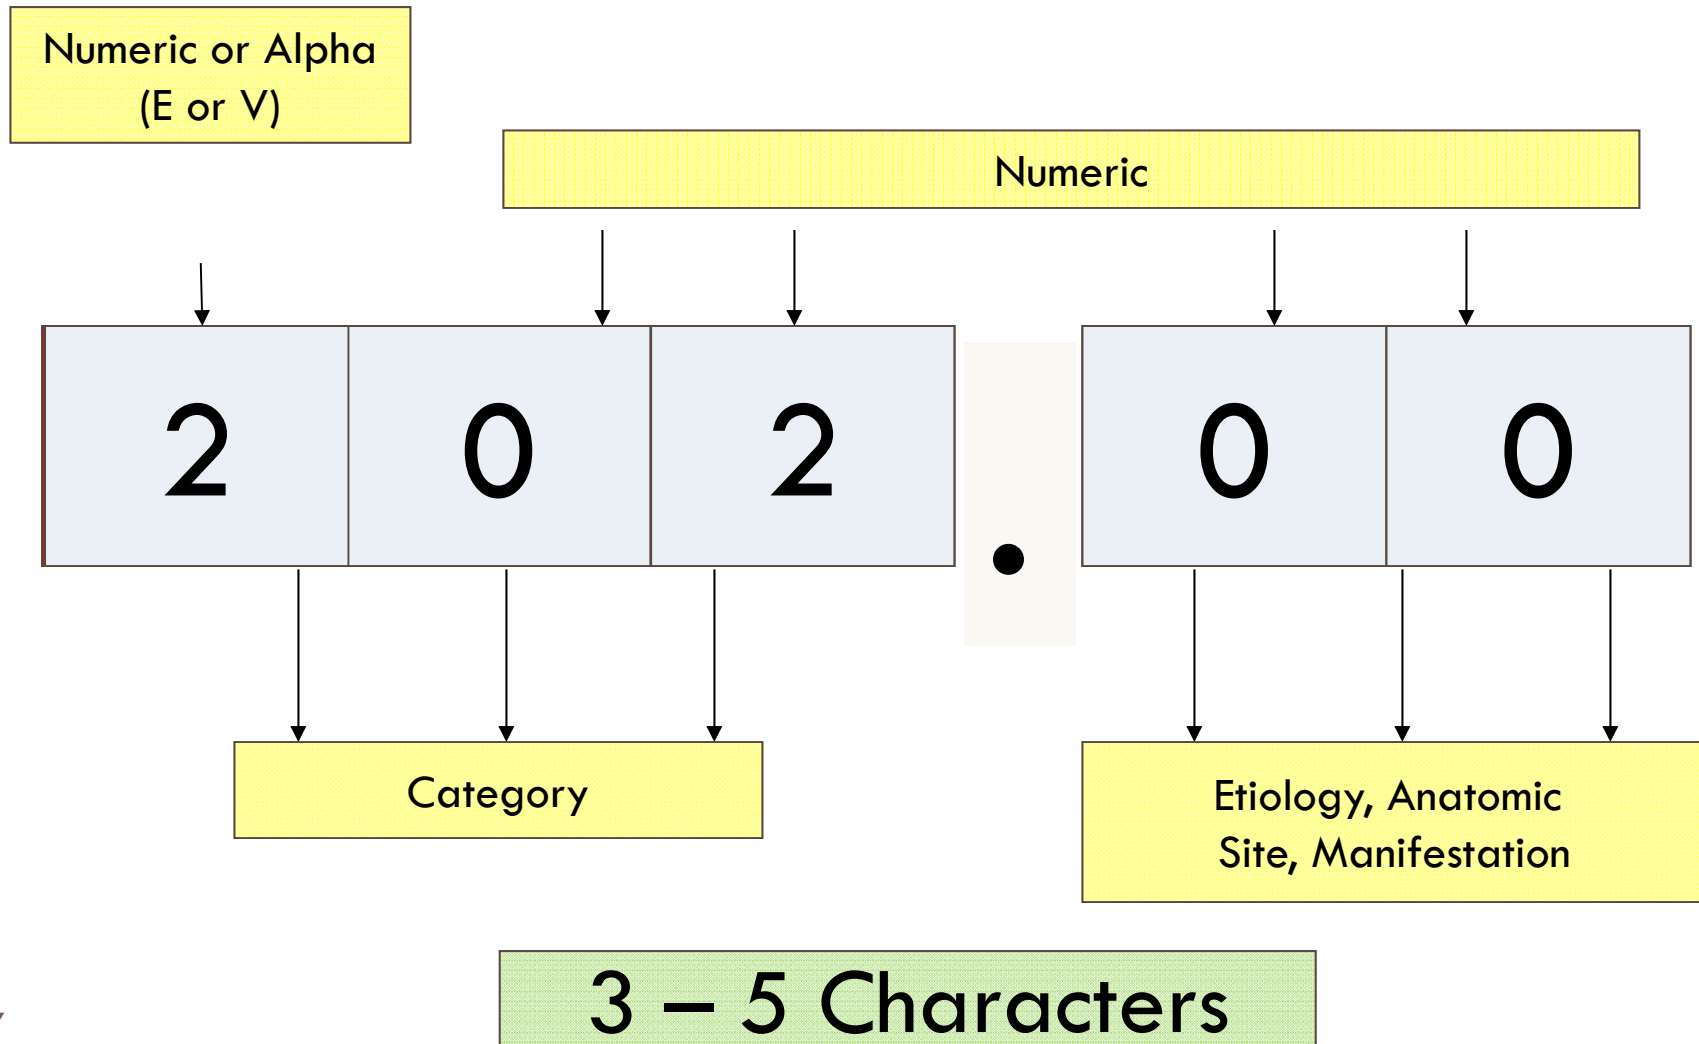 Numeric or Alpha
(E or V)
Numeric
2 0 2 . 0 0
Category
Etiology, Anatomic
Site, Manifestation
3 – 5 Characters